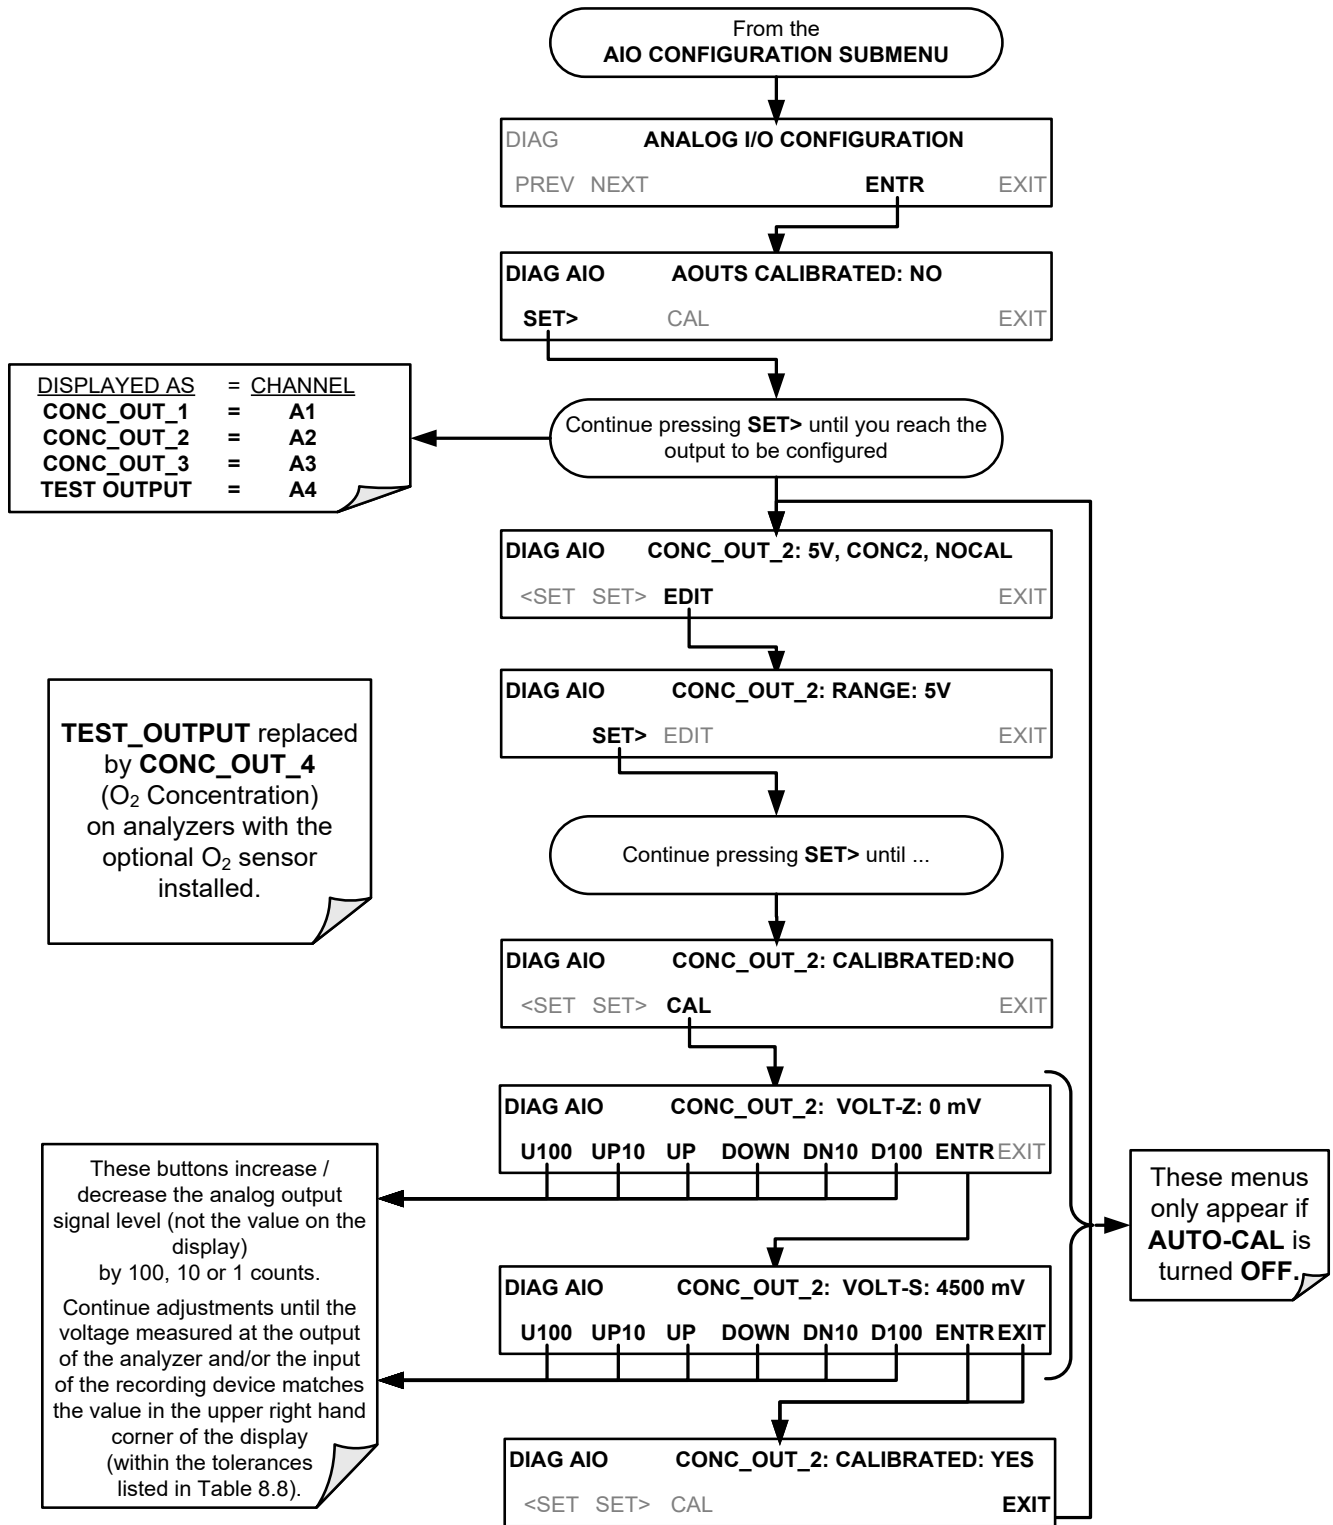 From the
AIO CONFIGURATION SUBMENU
DIAG ANALOG I/O CONFIGURATION
PREV NEXT ENTR EXIT
DIAG AIO AOUTS CALIBRATED: NO
SET> CAL EXIT
DISPLAYED AS = CHANNEL
CONC_OUT_1 = A1
CONC_OUT_2 = A2
CONC_OUT_3 = A3
TEST OUTPUT = A4
Continue pressing SET> until you reach the
output to be configured
DIAG AIO CONC_OUT_2: 5V, CONC2, NOCAL
<SET SET> EDIT EXIT
DIAG AIO CONC_OUT_2: RANGE: 5V
SET> EDIT EXIT
TEST_OUTPUT replaced
by CONC_OUT_4
(O₂ Concentration)
on analyzers with the
optional O₂ sensor
installed.
Continue pressing SET> until ...
DIAG AIO CONC_OUT_2: CALIBRATED:NO
<SET SET> CAL EXIT
DIAG AIO CONC_OUT_2: VOLT-Z: 0 mV
U100 UP10 UP DOWN DN10 D100 ENTR EXIT
These buttons increase /
decrease the analog output
signal level (not the value on the
display)
by 100, 10 or 1 counts.
Continue adjustments until the
voltage measured at the output
of the analyzer and/or the input
of the recording device matches
the value in the upper right hand
corner of the display
(within the tolerances
listed in Table 8.8).
These menus
only appear if
AUTO-CAL is
turned OFF.
DIAG AIO CONC_OUT_2: VOLT-S: 4500 mV
U100 UP10 UP DOWN DN10 D100 ENTR EXIT
DIAG AIO CONC_OUT_2: CALIBRATED: YES
<SET SET> CAL EXIT